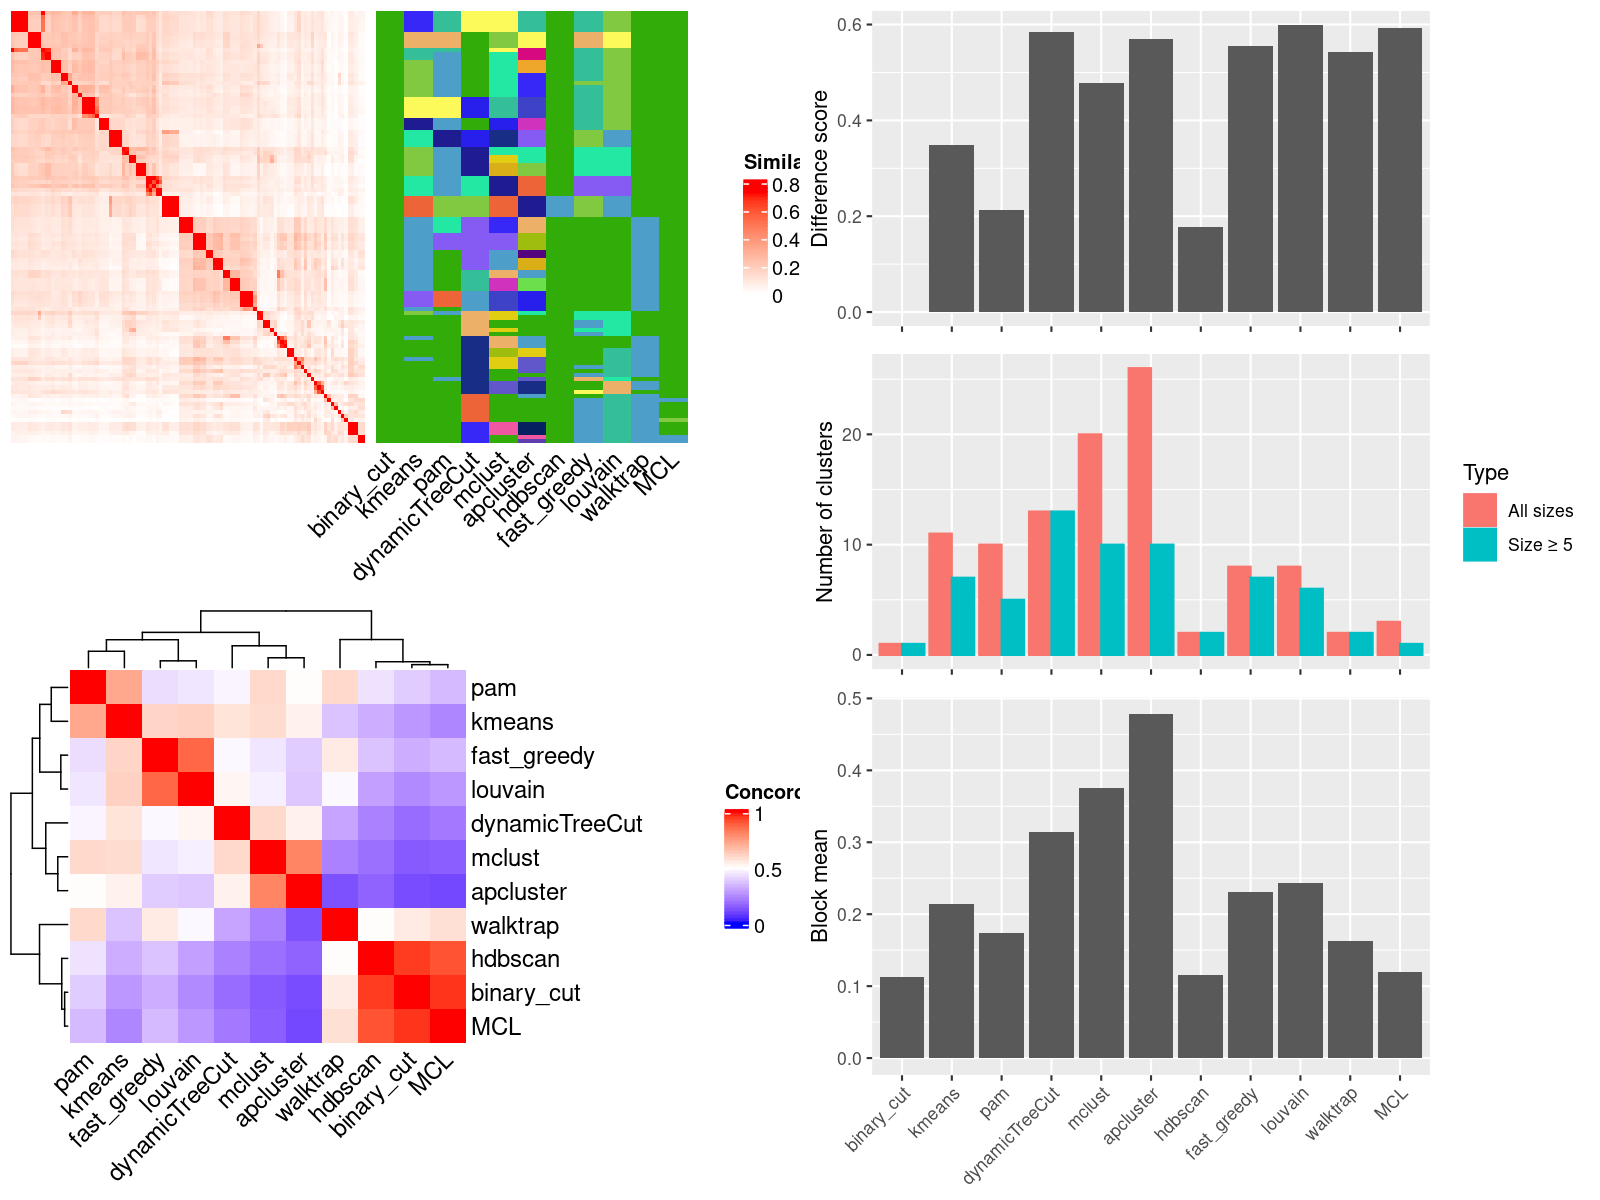 Simila
0.8
0.6
0.4
0.2
0
binary_cut
kmeans
pam
dynamicTreeCut
mclust
apcluster
hdbscan
fast_greedy
louvain
walktrap
MCL
pam
kmeans
fast_greedy
louvain
dynamicTreeCut
mclust
apcluster
walktrap
hdbscan
binary_cut
MCL
Concord
1
0.5
0
pam
kmeans
fast_greedy
louvain
dynamicTreeCut
mclust
apcluster
walktrap
hdbscan
binary_cut
MCL
Difference score
0.6
0.4
0.2
0.0
Number of clusters
20
10
0
Type
All sizes
Size ≥ 5
Block mean
0.5
0.4
0.3
0.2
0.1
0.0
binary_cut
kmeans
pam
dynamicTreeCut
mclust
apcluster
hdbscan
fast_greedy
louvain
walktrap
MCL